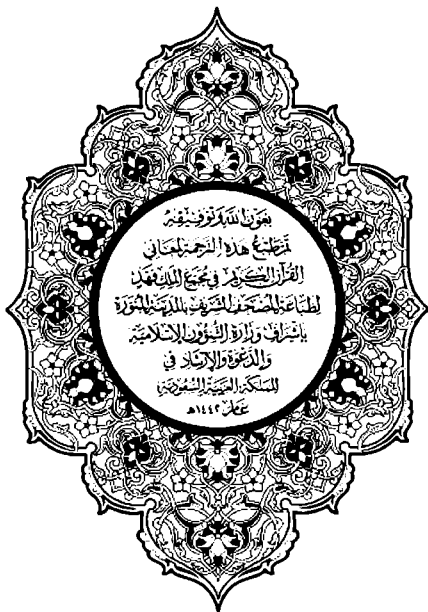 بعون الله وتوفيقه
تم طبع هذه الترجمة لمعاني
القرآن الكريم في مجمع الملك فهد
لطباعة المصحف الشريف بالمدينة المنورة
بإشراف وزارة الشؤون الإسلامية
والدعوة والإرشاد في
المملكة العربية السعودية
عام ١٤٤٢هـ